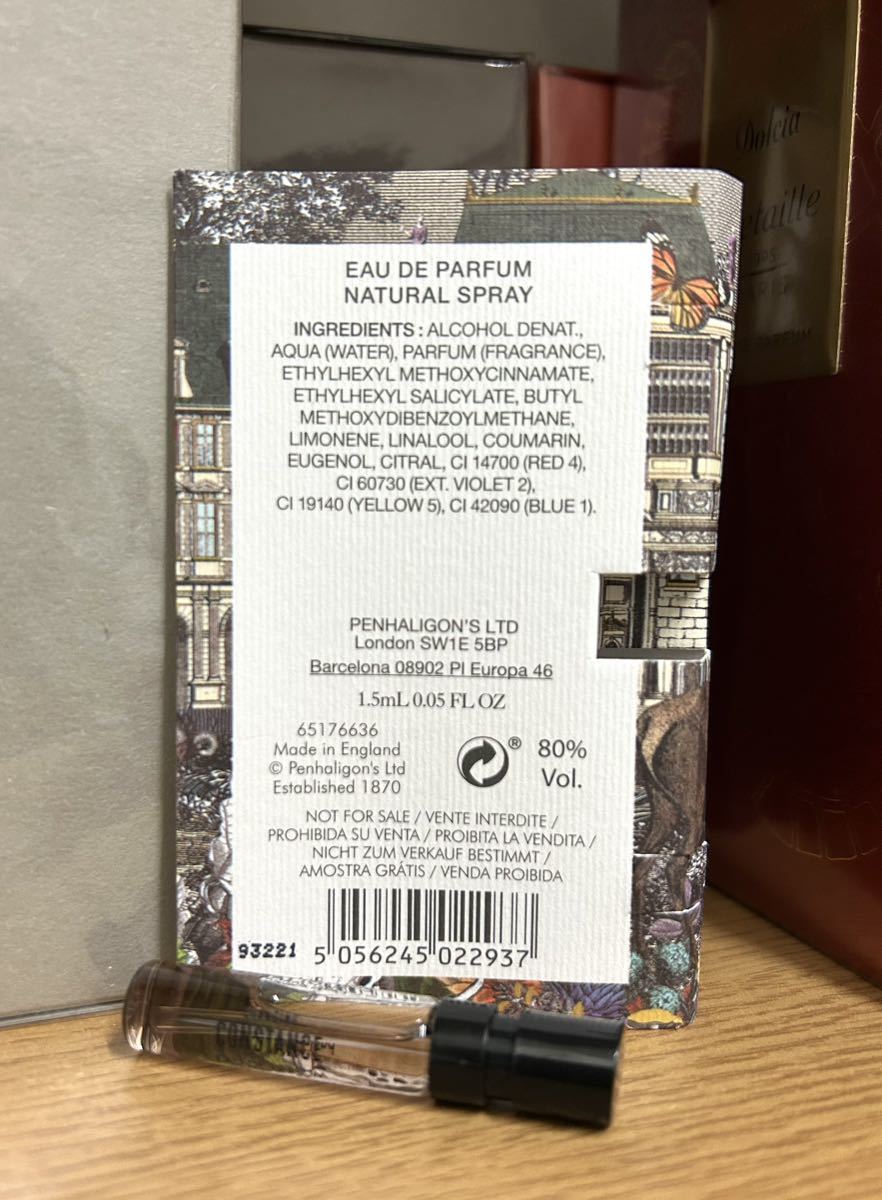 Dolcia
etaille
EAU DE PARFUM
NATURAL SPRAY
INGREDIENTS : ALCOHOL DENAT.,
AQUA (WATER), PARFUM (FRAGRANCE),
ETHYLHEXYL METHOXYCINNAMATE,
ETHYLHEXYL SALICYLATE, BUTYL
METHOXYDIBENZOYLMETHANE,
LIMONENE, LINALOOL, COUMARIN,
EUGENOL, CITRAL, CI 14700 (RED 4),
CI 60730 (EXT. VIOLET 2),
CI 19140 (YELLOW 5), CI 42090 (BLUE 1).
PENHALIGON'S LTD
London SW1E 5BP
Barcelona 08902 Pl Europa 46
1.5mL 0.05 FL OZ
65176636
Made in England
© Penhaligon's Ltd
Established 1870
® 80%
Vol.
NOT FOR SALE / VENTE INTERDITE /
PROHIBIDA SU VENTA / PROIBITA LA VENDITA /
NICHT ZUM VERKAUF BESTIMMT /
AMOSTRA GRÁTIS / VENDA PROIBIDA
93221
5 056245 022937
CONSTANCE